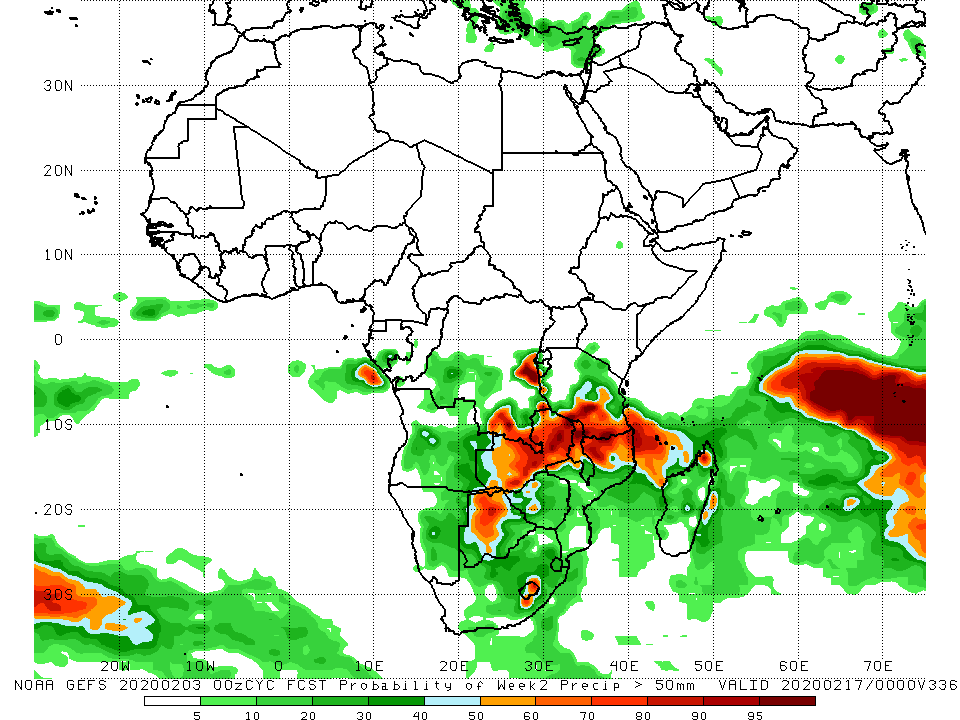 30N
20N
10N
0
10S
20S
30S
20W 10W 0 10E 20E 30E 40E 50E 60E 70E
NOAA GEFS 20200203 00zCYC FCST Probability of Week2 Precip > 50mm VALID 20200217/0000V336
5 10 20 30 40 50 60 70 80 90 95